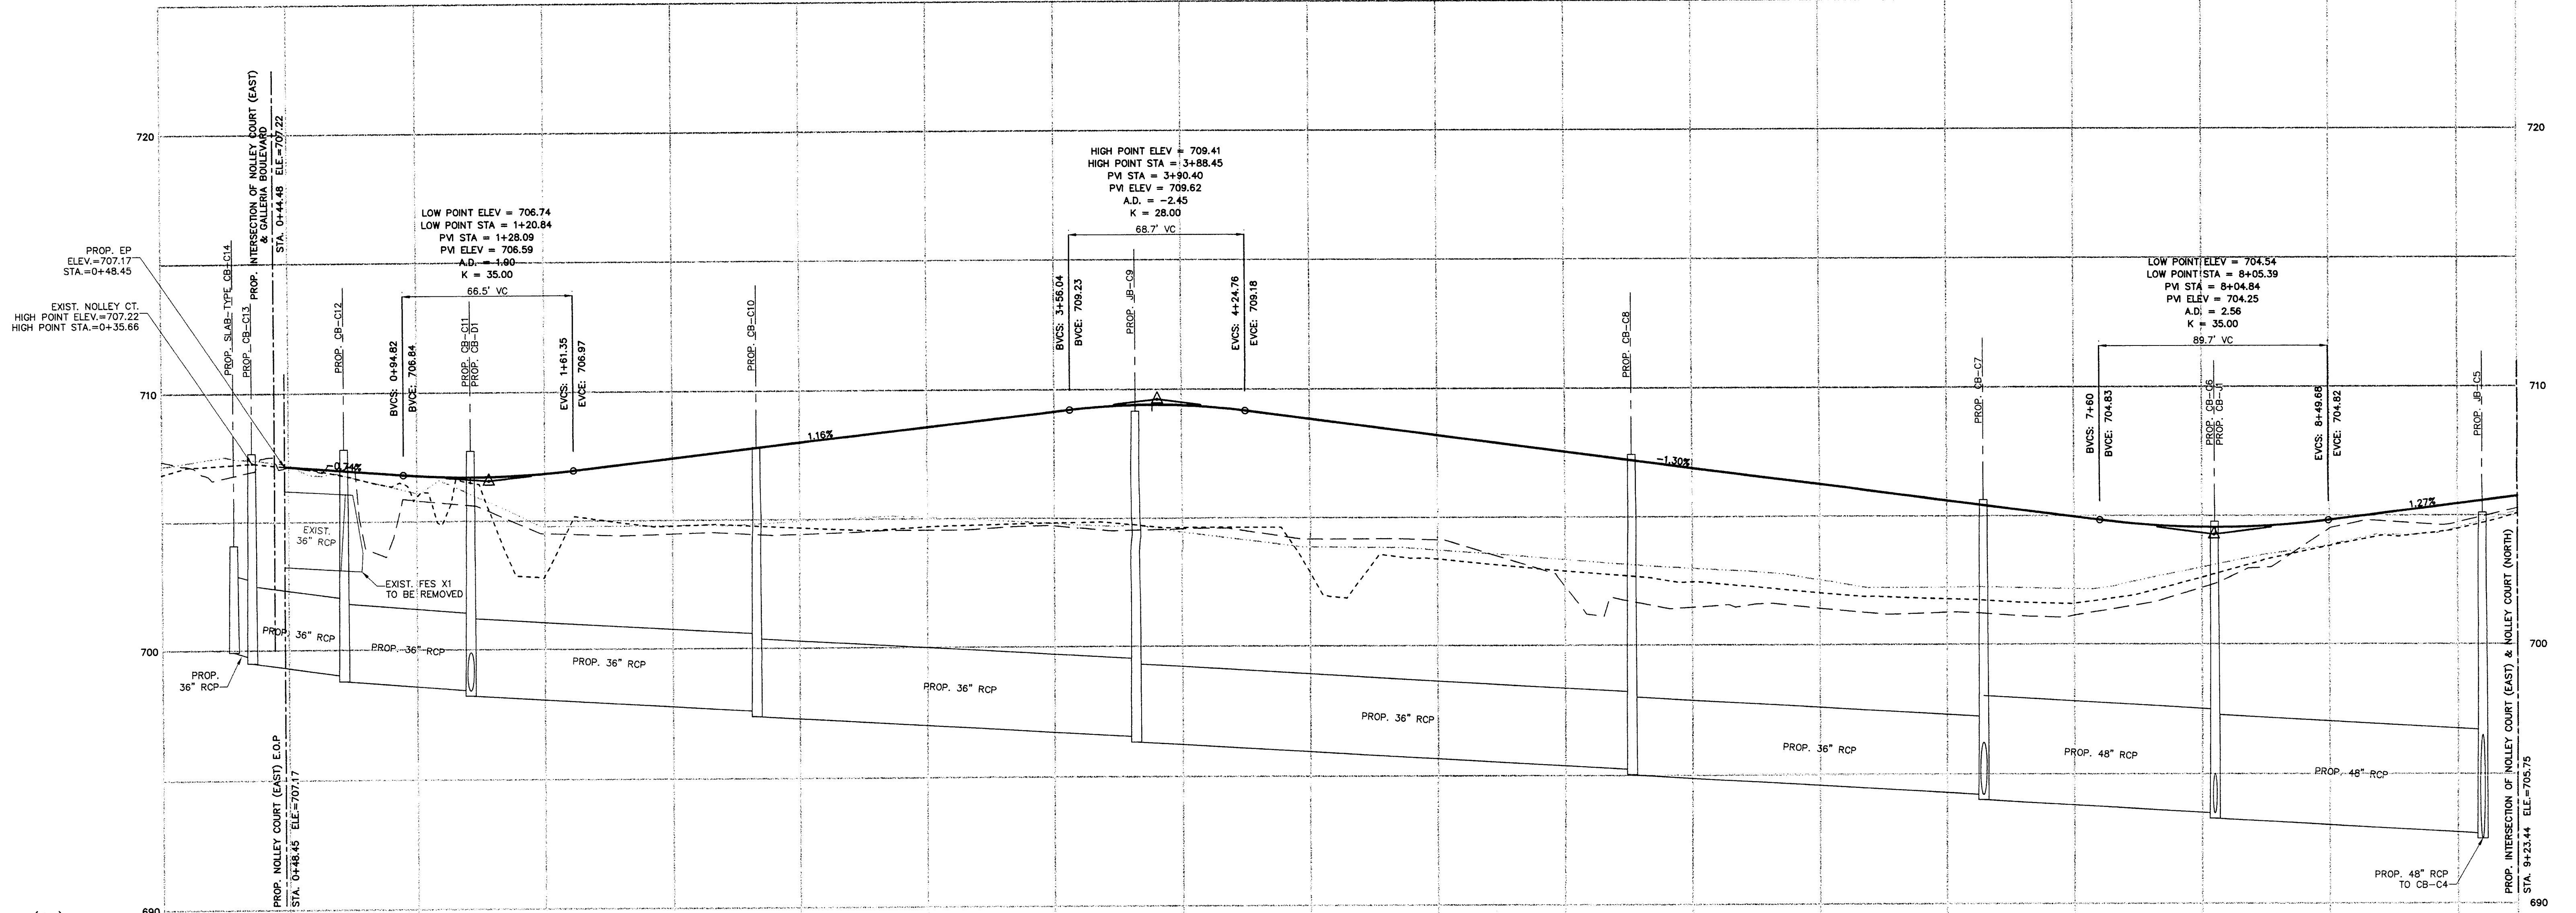 720
720
710
710
700
700
690
690
PROP. EP
ELEV.=707.17
STA.=0+48.45
EXIST. NOLLEY CT.
HIGH POINT ELEV.=707.22
HIGH POINT STA.=0+35.66
PROP. SLAB-TYPE CB-C14
PROP. CB-C13
PROP. INTERSECTION OF NOLLEY COURT (EAST)
& GALLERIA BOULEVARD
STA. 0+44.48 ELE.=707.22
PROP. CB-C12
LOW POINT ELEV = 706.74
LOW POINT STA = 1+20.84
PVI STA = 1+28.09
PVI ELEV = 706.59
A.D. = 1.90
K = 35.00
66.5' VC
BVCS: 0+94.82
BVCE: 706.84
PROP. CB-C11
PROP. CB-D1
EVCS: 1+61.35
EVCE: 706.97
PROP. CB-C10
HIGH POINT ELEV = 709.41
HIGH POINT STA = 3+88.45
PVI STA = 3+90.40
PVI ELEV = 709.62
A.D. = -2.45
K = 28.00
68.7' VC
BVCS: 3+56.04
BVCE: 709.23
PROP. JB-C9
EVCS: 4+24.76
EVCE: 709.18
PROP. CB-C8
PROP. CB-C7
LOW POINT ELEV = 704.54
LOW POINT STA = 8+05.39
PVI STA = 8+04.84
PVI ELEV = 704.25
A.D. = 2.56
K = 35.00
89.7' VC
BVCS: 7+60
BVCE: 704.83
PROP. CB-C6
PROP. CB-J1
EVCS: 8+49.68
EVCE: 704.82
PROP. JB-C5
-0.74%
1.16%
-1.30%
1.27%
EXIST.
36" RCP
EXIST. FES X1
TO BE REMOVED
PROP.
36" RCP
PROP. 36" RCP
PROP. 36" RCP
PROP. 36" RCP
PROP. 36" RCP
PROP. 36" RCP
PROP. 36" RCP
PROP. 48" RCP
PROP. 48" RCP
PROP. 48" RCP
TO CB-C4
PROP. NOLLEY COURT (EAST) E.O.P
STA. 0+48.45 ELE.=707.17
PROP. INTERSECTION OF NOLLEY COURT (EAST) & NOLLEY COURT (NORTH)
STA. 9+23.44 ELE.=705.75